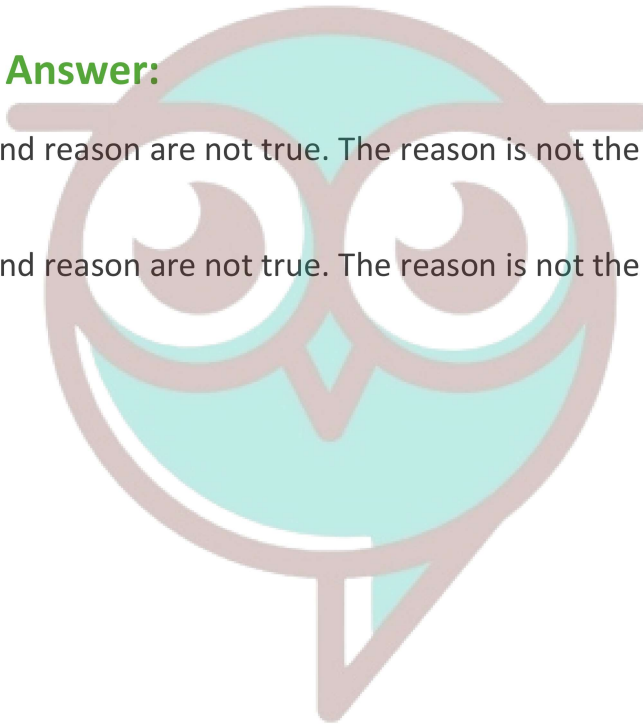 Answer:
nd reason are not true. The reason is not the
nd reason are not true. The reason is not the